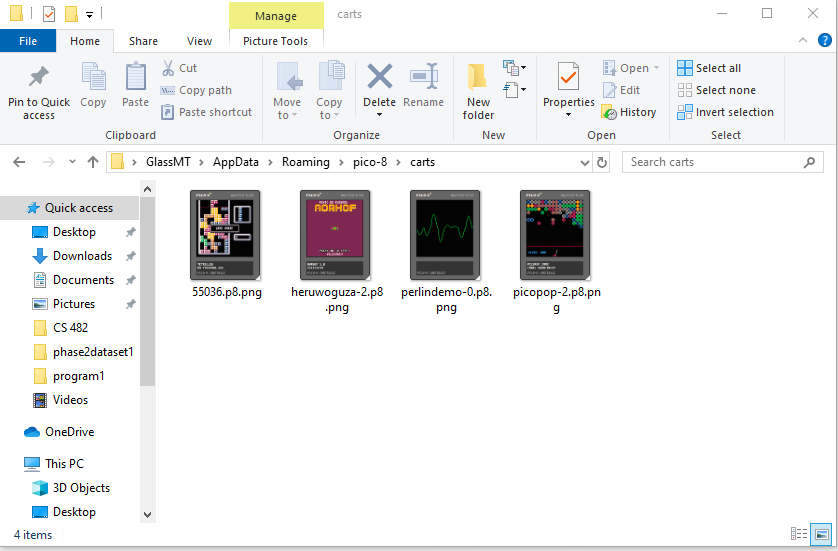 Manage
carts
File
Home
Share
View
Picture Tools
Pin to Quick
access
Copy
Paste
Cut
Copy path
Paste shortcut
Clipboard
Move
to
Copy
to
Delete
Rename
Organize
New
folder
New
Properties
Open
Edit
History
Open
Select all
Select none
Invert selection
Select
GlassMT
AppData
Roaming
pico-8
carts
Search carts
Quick access
Desktop
Downloads
Documents
Pictures
CS 482
phase2dataset1
program1
Videos
OneDrive
This PC
3D Objects
Desktop
NORHOF
55036.p8.png
heruwoguza-2.p8
.png
perlindemo-0.p8.
png
picopop-2.p8.pn
g
4 items